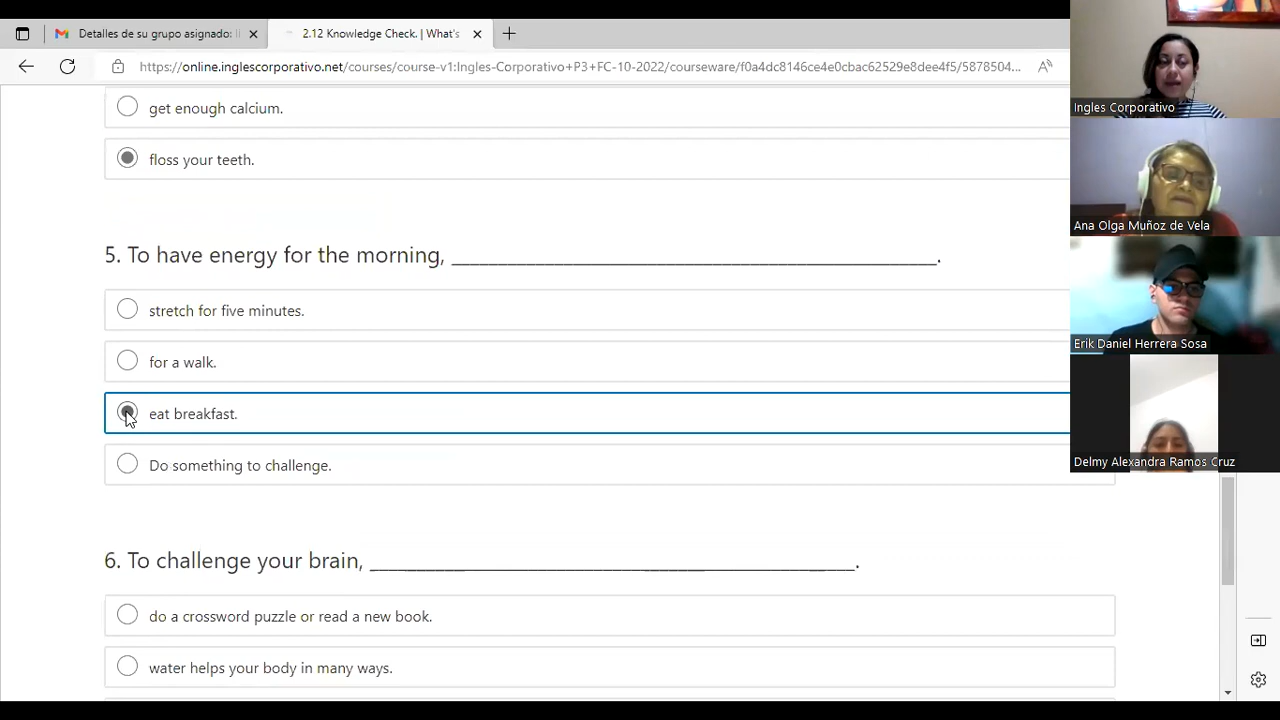 Detalles de su grupo asignado: I
2.12 Knowledge Check. | What's
https://online.inglescorporativo.net/courses/course-v1:Ingles-Corporativo+P3+FC-10-2022/courseware/f0a4dc8146ce4e0cbac62529e8dee4f5/5878504...
get enough calcium.
floss your teeth.
5. To have energy for the morning, ______________________________.
stretch for five minutes.
for a walk.
eat breakfast.
Do something to challenge.
6. To challenge your brain, ______________________________.
do a crossword puzzle or read a new book.
water helps your body in many ways.
Ingles Corporativo
Ana Olga Muñoz de Vela
Erik Daniel Herrera Sosa
Delmy Alexandra Ramos Cruz